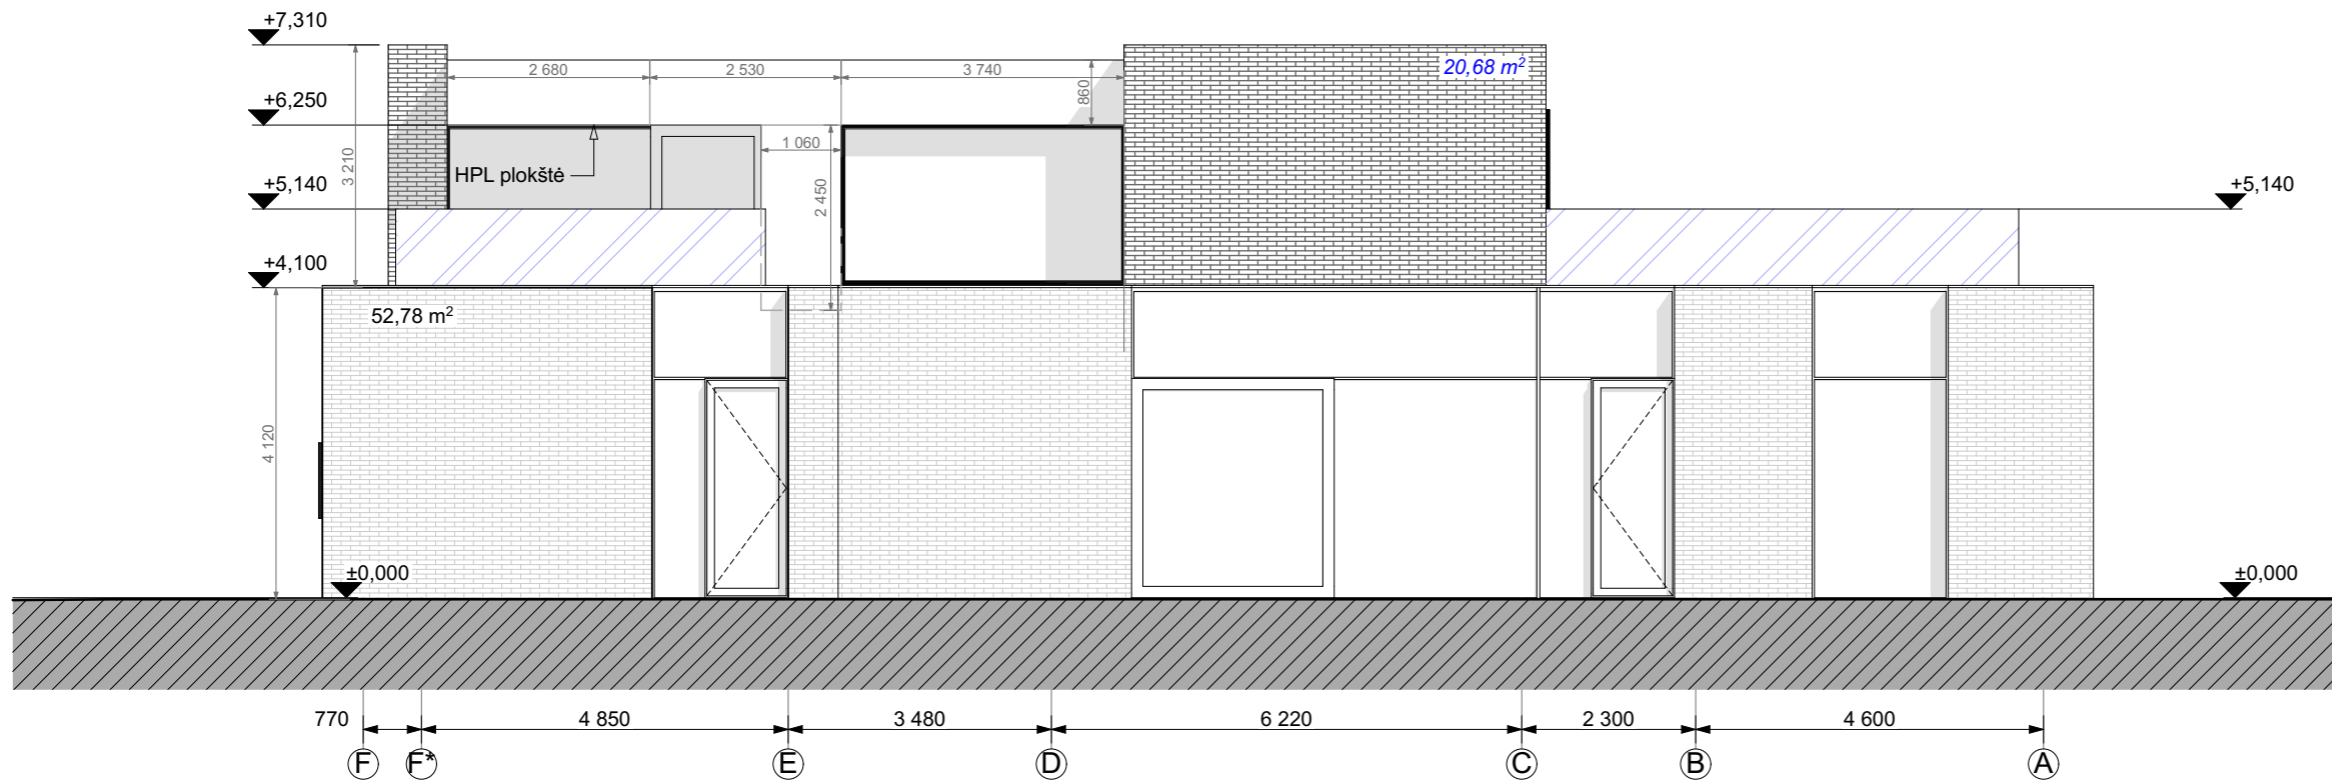 +7,310
2 680
2 530
3 740
20,68 m²
860
+6,250
1 060
3 210
HPL plokštė
2 450
+5,140
+5,140
+4,100
52,78 m²
4 120
±0,000
±0,000
770
4 850
3 480
6 220
2 300
4 600
F
F*
E
D
C
B
A